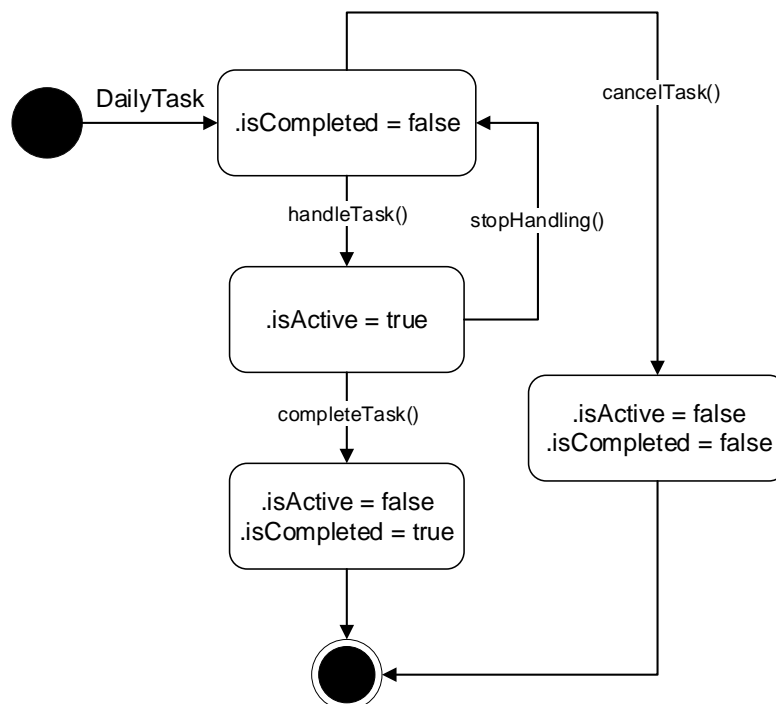 DailyTask
.isCompleted = false
cancelTask()
handleTask()
stopHandling()
.isActive = true
completeTask()
.isActive = false
.isCompleted = false
.isActive = false
.isCompleted = true